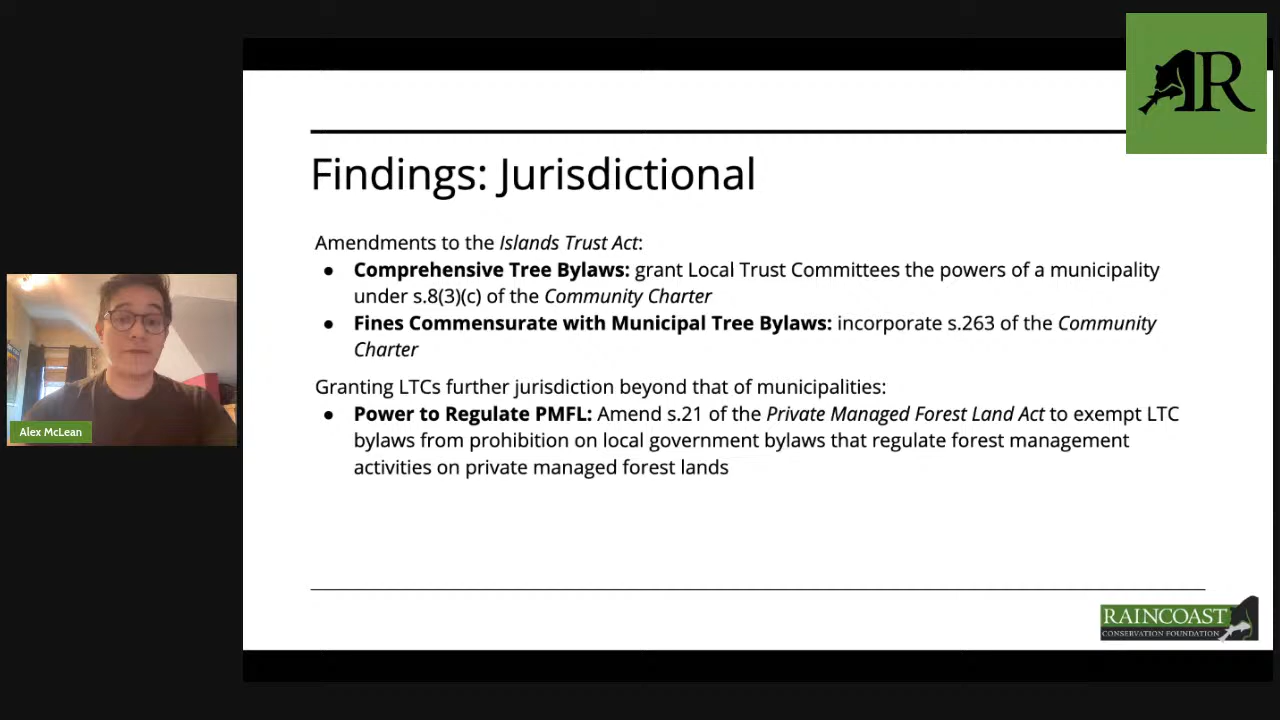 R
Findings: Jurisdictional
Amendments to the Islands Trust Act:
● Comprehensive Tree Bylaws: grant Local Trust Committees the powers of a municipality
under s.8(3)(c) of the Community Charter
● Fines Commensurate with Municipal Tree Bylaws: incorporate s.263 of the Community
Charter
Granting LTCs further jurisdiction beyond that of municipalities:
● Power to Regulate PMFL: Amend s.21 of the Private Managed Forest Land Act to exempt LTC
bylaws from prohibition on local government bylaws that regulate forest management
activities on private managed forest lands
Alex McLean
RAINCOAST
CONSERVATION FOUNDATION